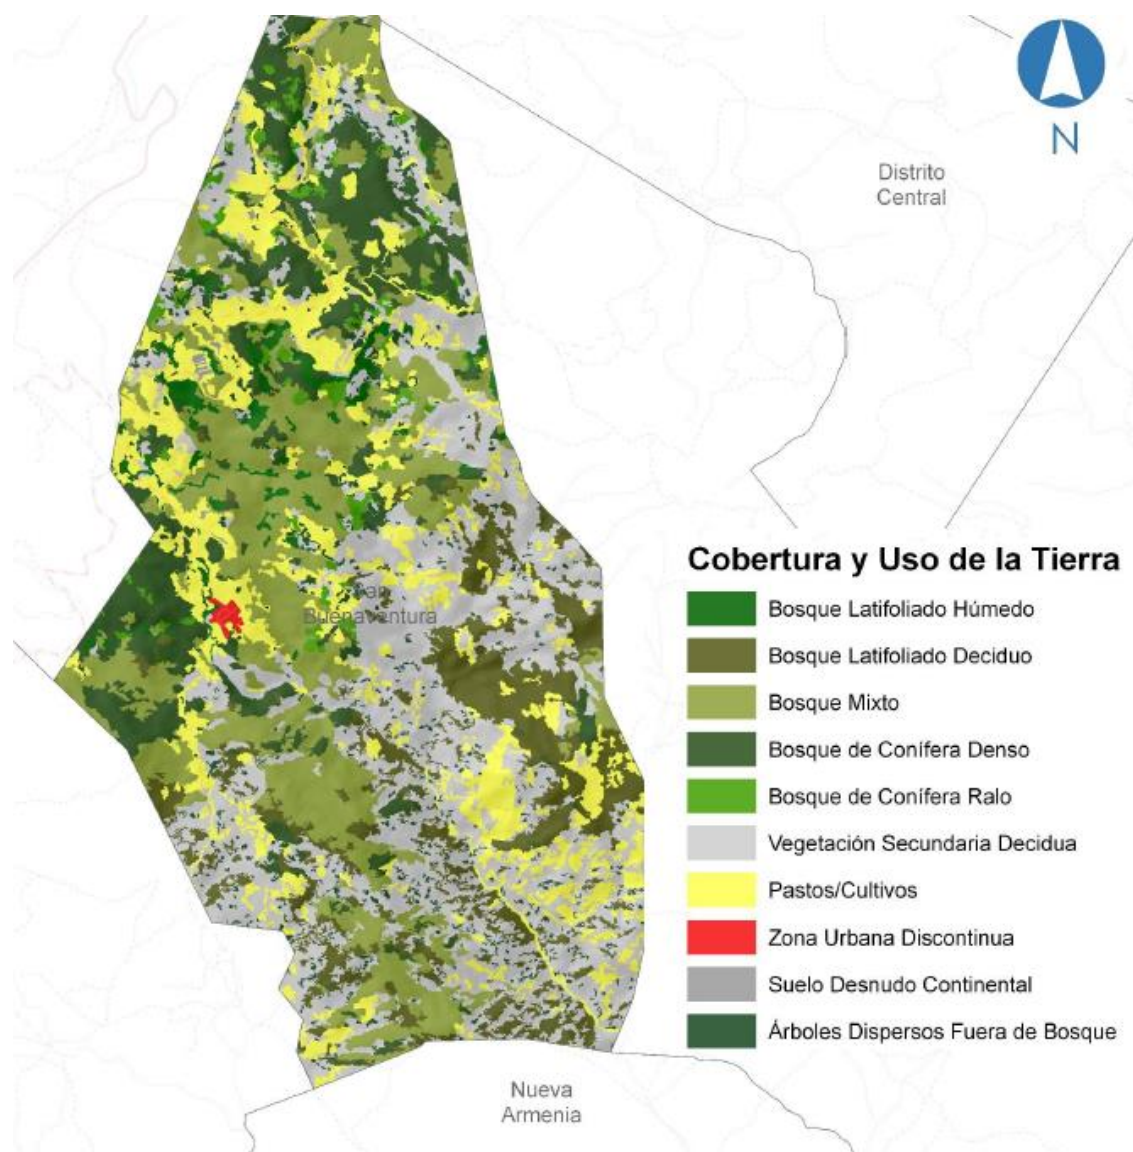 N
Distrito
Central
San
Buenaventura
Cobertura y Uso de la Tierra
Bosque Latifoliado Húmedo
Bosque Latifoliado Deciduo
Bosque Mixto
Bosque de Conífera Denso
Bosque de Conífera Ralo
Vegetación Secundaria Decidua
Pastos/Cultivos
Zona Urbana Discontinua
Suelo Desnudo Continental
Árboles Dispersos Fuera de Bosque
Nueva
Armenia